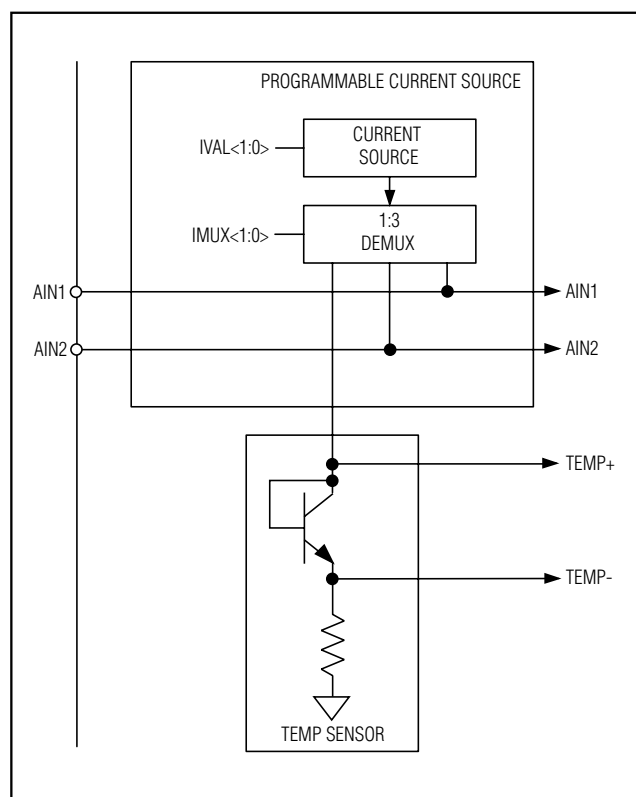 PROGRAMMABLE CURRENT SOURCE
CURRENT
SOURCE
IVAL<1:0>
1:3
DEMUX
IMUX<1:0>
AIN1
AIN1
AIN2
AIN2
TEMP+
TEMP-
TEMP SENSOR